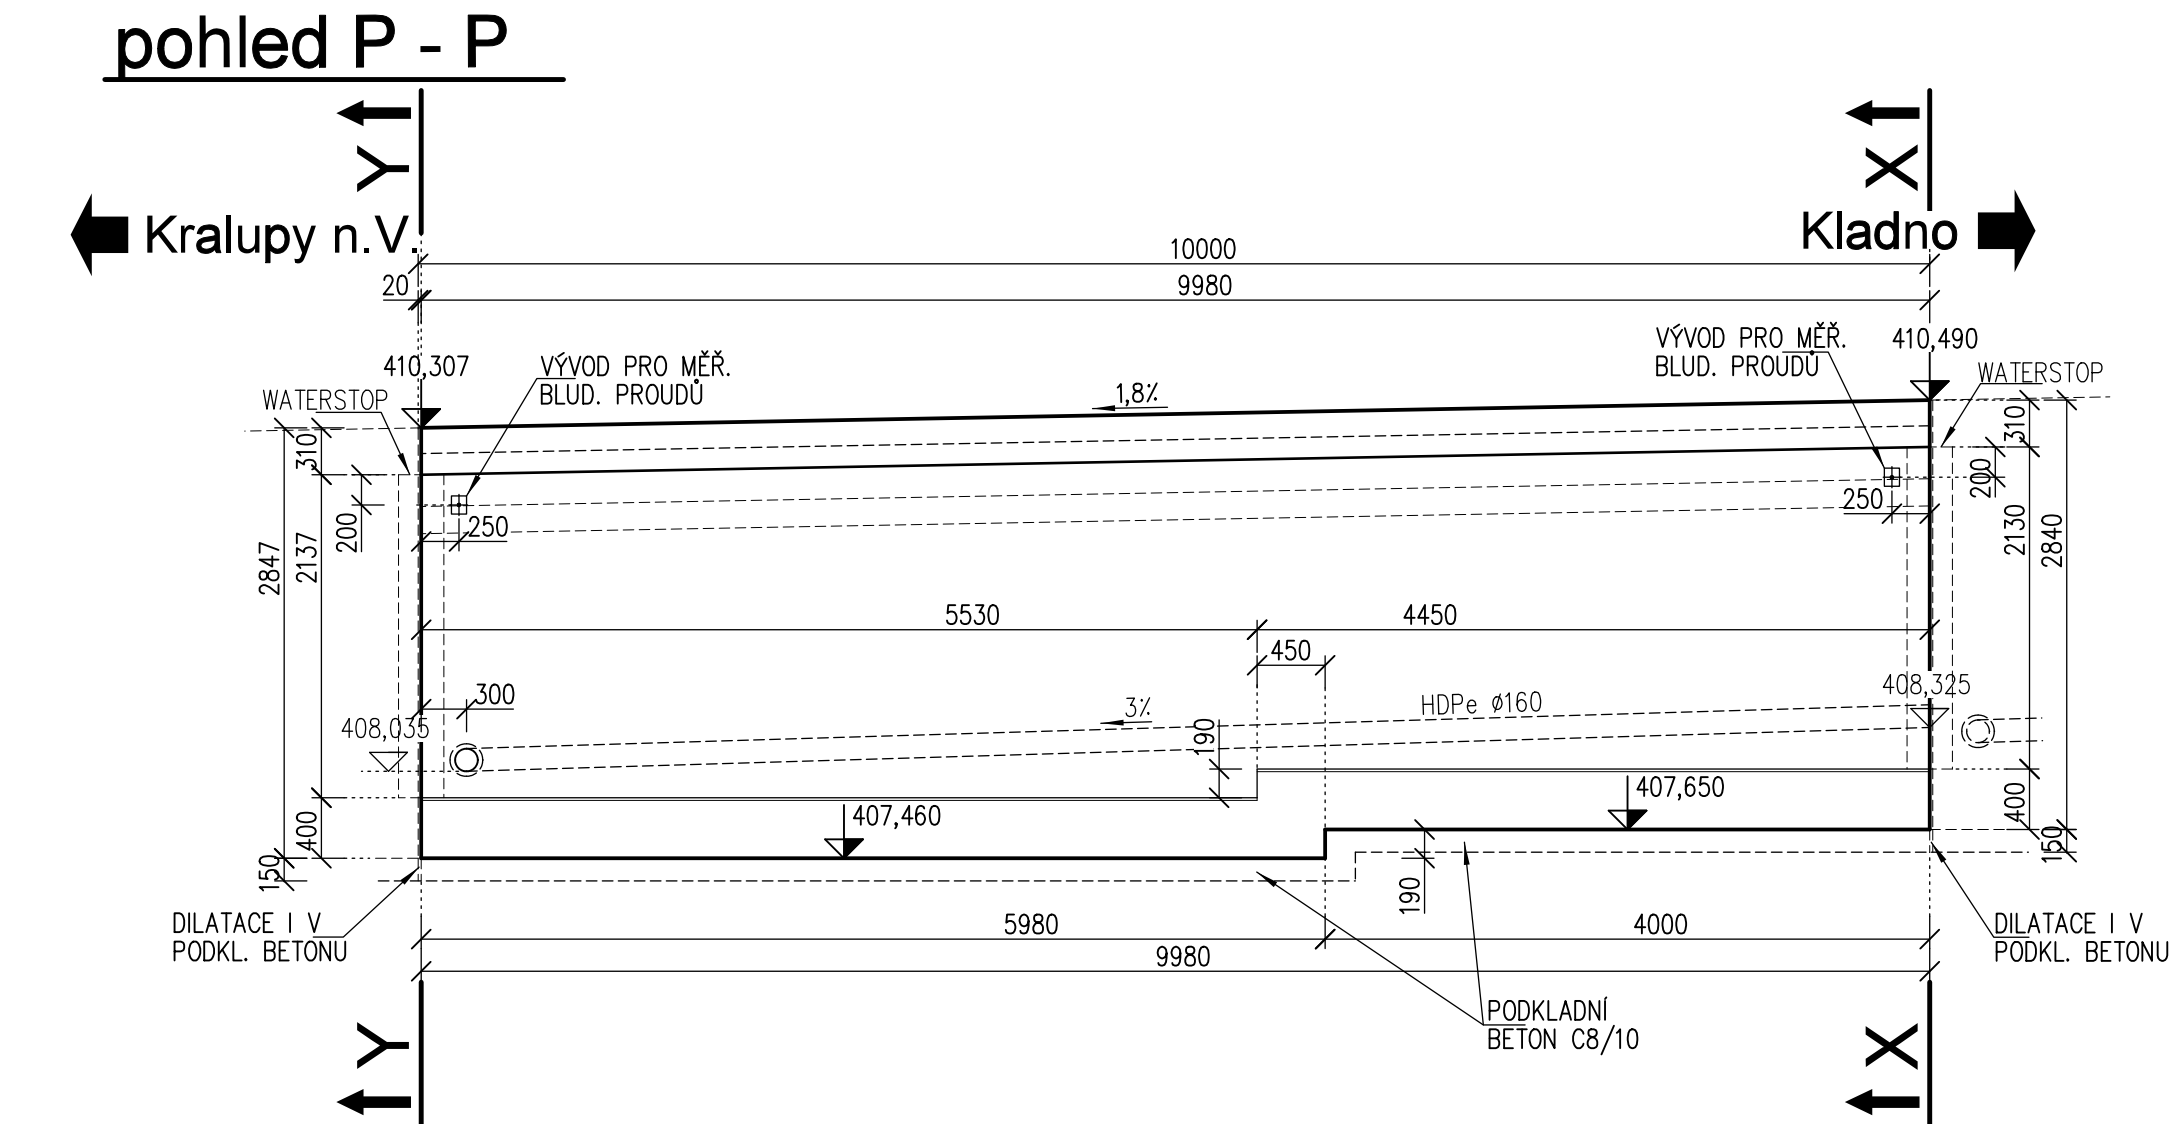 pohled P - P
Y
X
Kralupy n.V.
Kladno
10000
20
9980
410,307
VÝVOD PRO MĚŘ.
BLUD. PROUDŮ
VÝVOD PRO MĚŘ.
BLUD. PROUDŮ
410,490
WATERSTOP
1,8%
WATERSTOP
310
310
200
200
250
250
2847
2137
2130
2840
5530
4450
450
300
408,035
3%
190
HDPe ø160
408,325
407,460
407,650
400
400
150
150
190
DILATACE I V
PODKL. BETONU
5980
4000
DILATACE I V
PODKL. BETONU
9980
PODKLADNÍ
BETON C8/10
Y
X